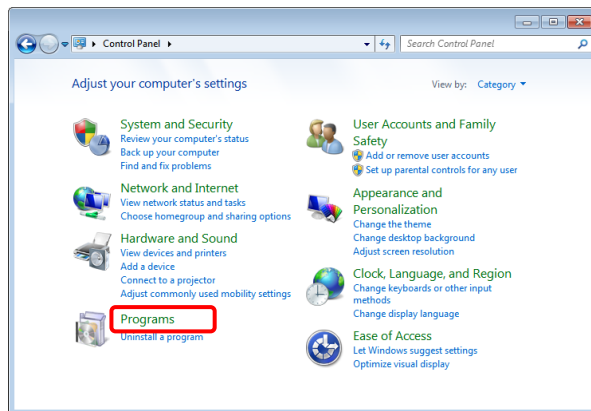 Control Panel
Search Control Panel
Adjust your computer's settings
View by: Category
System and Security
Review your computer's status
Back up your computer
Find and fix problems
Network and Internet
View network status and tasks
Choose homegroup and sharing options
Hardware and Sound
View devices and printers
Add a device
Connect to a projector
Adjust commonly used mobility settings
Programs
Uninstall a program
User Accounts and Family
Safety
Add or remove user accounts
Set up parental controls for any user
Appearance and
Personalization
Change the theme
Change desktop background
Adjust screen resolution
Clock, Language, and Region
Change keyboards or other input
methods
Change display language
Ease of Access
Let Windows suggest settings
Optimize visual display